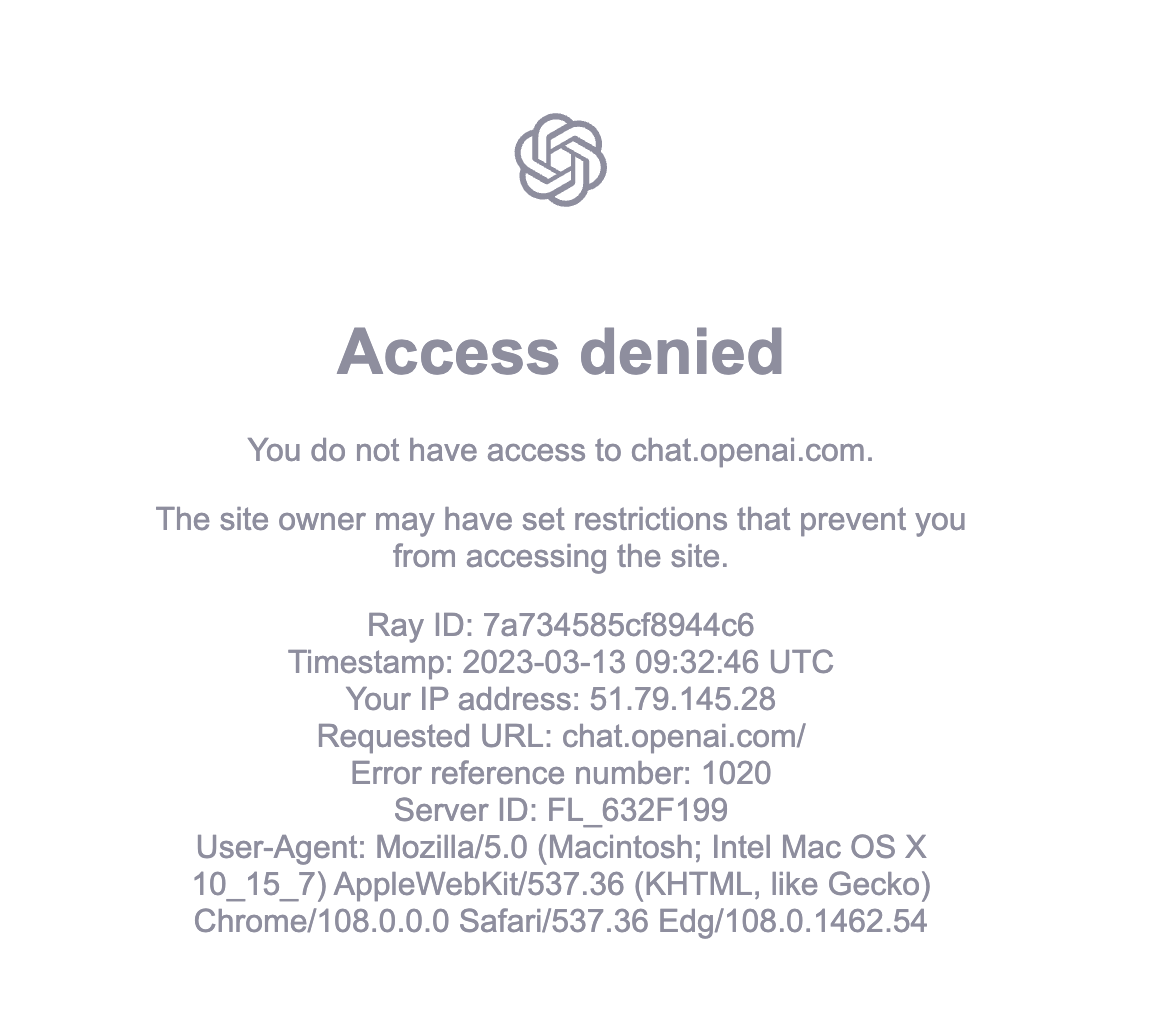 Access denied
You do not have access to chat.openai.com.
The site owner may have set restrictions that prevent you
from accessing the site.
Ray ID: 7a734585cf8944c6
Timestamp: 2023-03-13 09:32:46 UTC
Your IP address: 51.79.145.28
Requested URL: chat.openai.com/
Error reference number: 1020
Server ID: FL_632F199
User-Agent: Mozilla/5.0 (Macintosh; Intel Mac OS X
10_15_7) AppleWebKit/537.36 (KHTML, like Gecko)
Chrome/108.0.0.0 Safari/537.36 Edg/108.0.1462.54